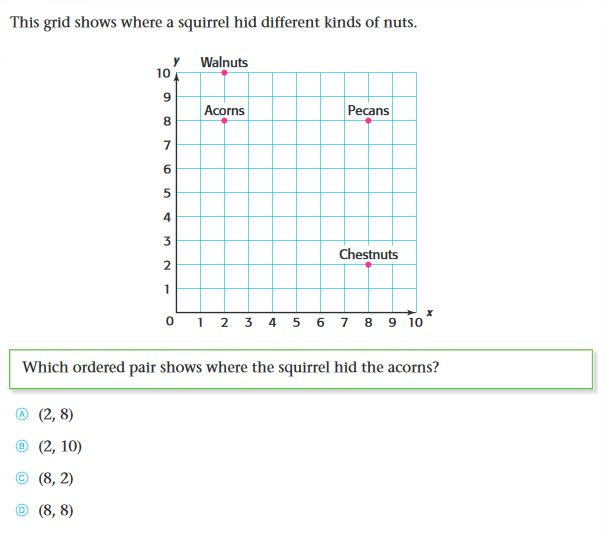 This grid shows where a squirrel hid different kinds of nuts.
y Walnuts
10
9
Acorns Pecans
8
7
6
5
4
3
Chestnuts
2
1
x
0 1 2 3 4 5 6 7 8 9 10
Which ordered pair shows where the squirrel hid the acorns?
A (2, 8)
B (2, 10)
C (8, 2)
D (8, 8)